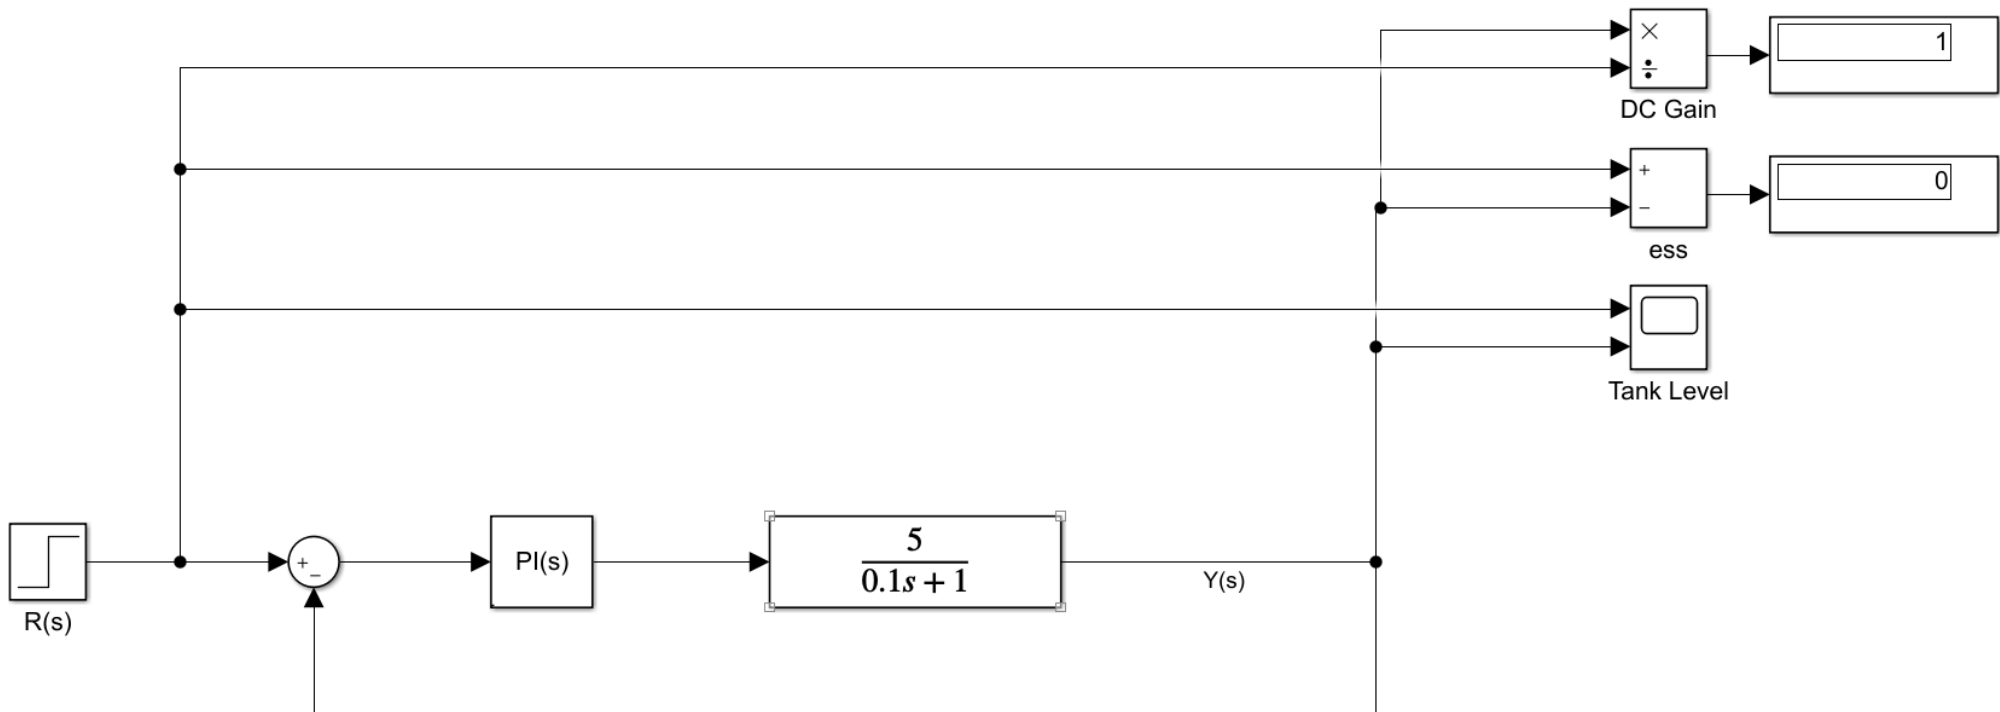 ×
÷
1
DC Gain
+
−
0
ess
Tank Level
R(s)
+
−
PI(s)
5
0.1s + 1
Y(s)